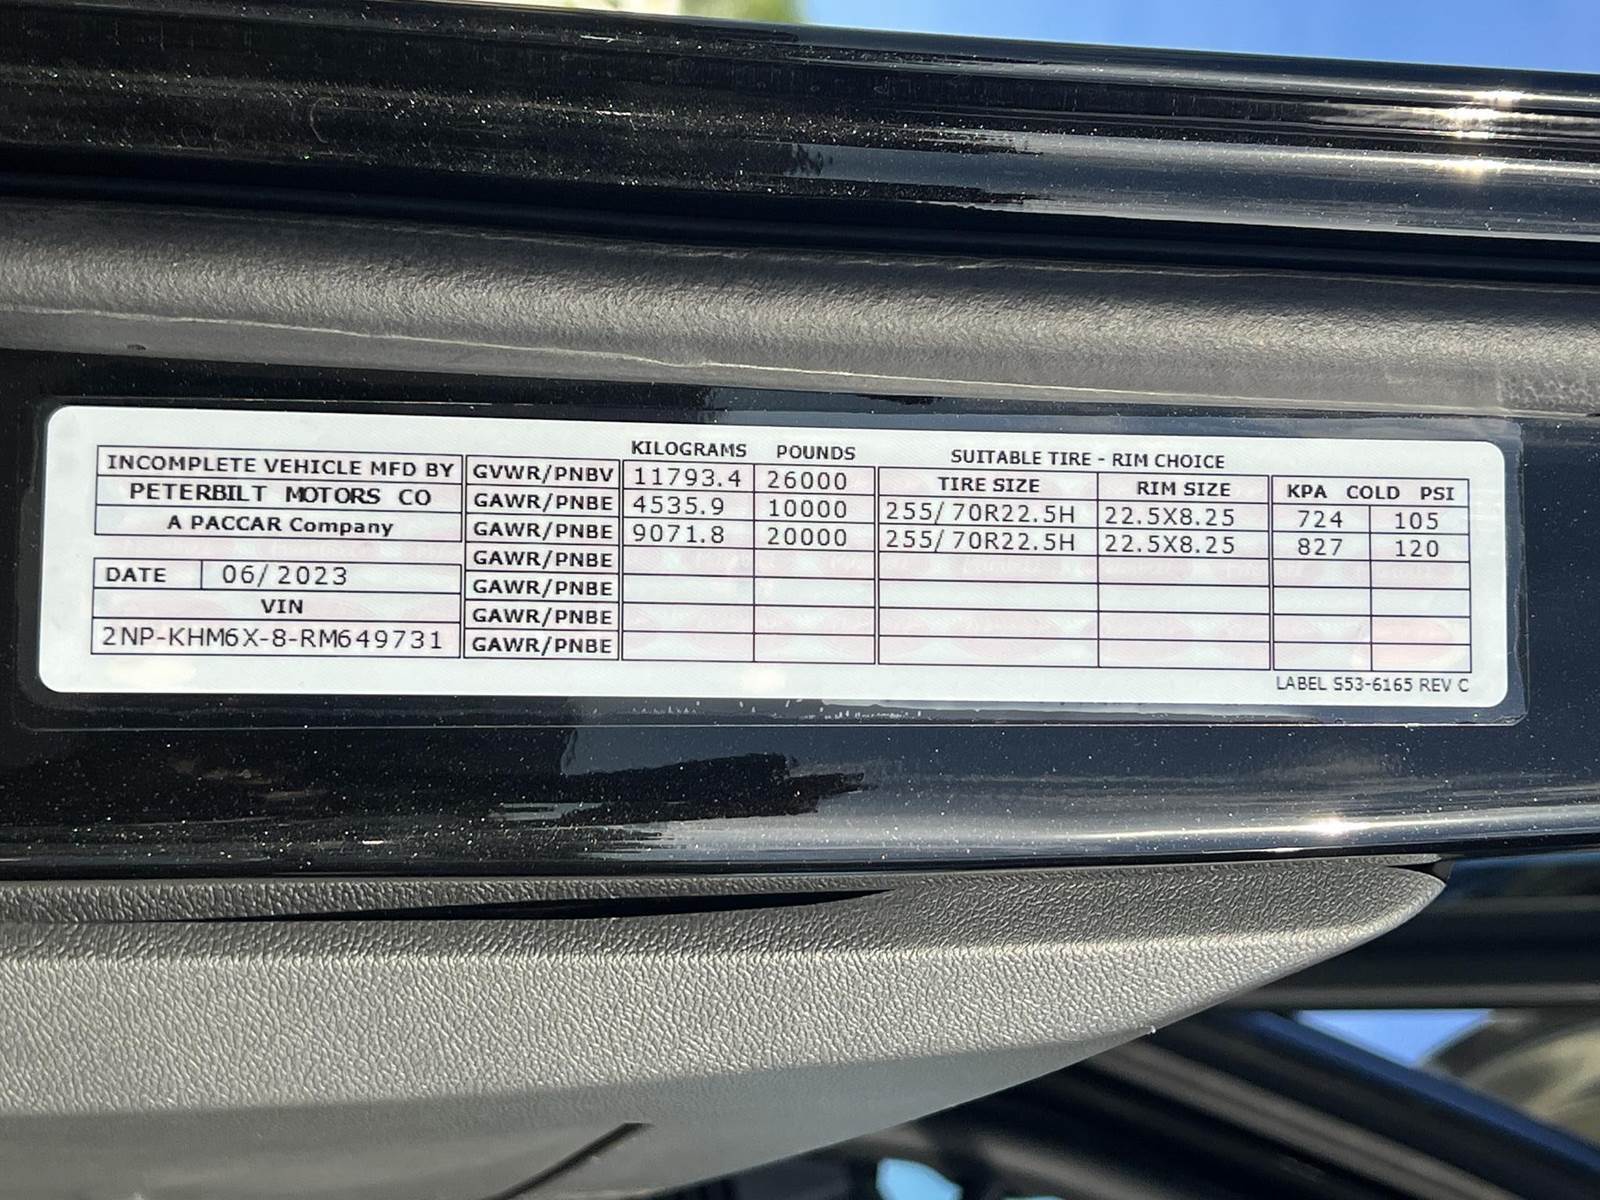 KILOGRAMS POUNDS SUITABLE TIRE - RIM CHOICE
INCOMPLETE VEHICLE MFD BY GVWR/PNBV 11793.4 26000 TIRE SIZE RIM SIZE KPA COLD PSI
PETERBILT MOTORS CO GAWR/PNBE 4535.9 10000 255/70R22.5H 22.5X8.25 724 105
A PACCAR Company GAWR/PNBE 9071.8 20000 255/70R22.5H 22.5X8.25 827 120
GAWR/PNBE
DATE 06/2023 GAWR/PNBE
VIN GAWR/PNBE
2NP-KHM6X-8-RM649731 GAWR/PNBE
LABEL S53-6165 REV C